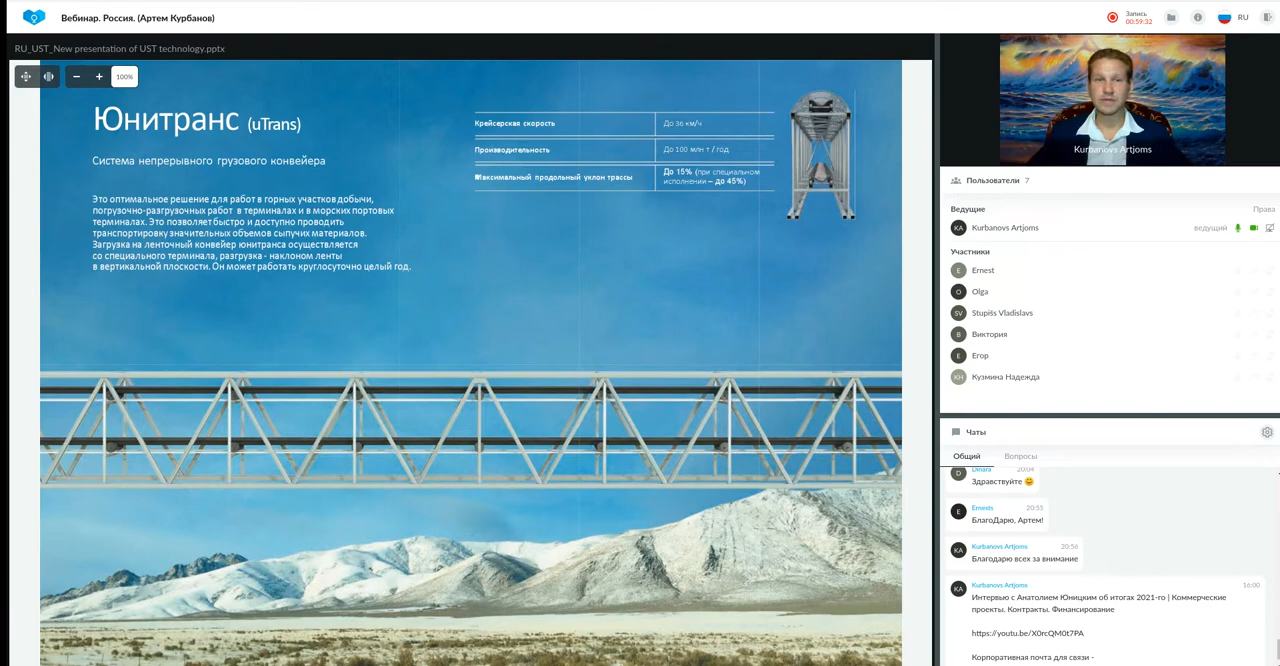 Вебинар. Россия. (Артем Курбанов)
Запись
00:59:32
RU
RU_UST_New presentation of UST technology.pptx
100%
Юнитранс (uTrans)
Система непрерывного грузового конвейера
Это оптимальное решение для работ в горных участков добычи,
погрузочно-разгрузочных работ в терминалах и в морских портовых
терминалах. Это позволяет быстро и доступно проводить
транспортировку значительных объемов сыпучих материалов.
Загрузка на ленточный конвейер юнитранса осуществляется
со специального терминала, разгрузка - наклоном ленты
в вертикальной плоскости. Он может работать круглосуточно целый год.
Крейсерская скорость
До 36 км/ч
Производительность
До 100 млн т / год
Максимальный продольный уклон трассы
До 15% (при специальном
исполнении – до 45%)
Kurbanovs Artjoms
Пользователи 7
Ведущие
Права
KA
Kurbanovs Artjoms
ведущий
Участники
E
Ernest
O
Olga
SV
Stupišs Vladislavs
В
Виктория
Е
Егор
КН
Кузмина Надежда
Чаты
Общий
Вопросы
D
Dinara
20:04
Здравствуйте 😊
E
Ernests
20:55
БлагоДарю, Артем!
KA
Kurbanovs Artjoms
20:56
Благодарю всех за внимание
KA
Kurbanovs Artjoms
16:00
Интервью с Анатолием Юницким об итогах 2021-го | Коммерческие
проекты. Контракты. Финансирование
https://youtu.be/X0rcQM0t7PA
Корпоративная почта для связи -